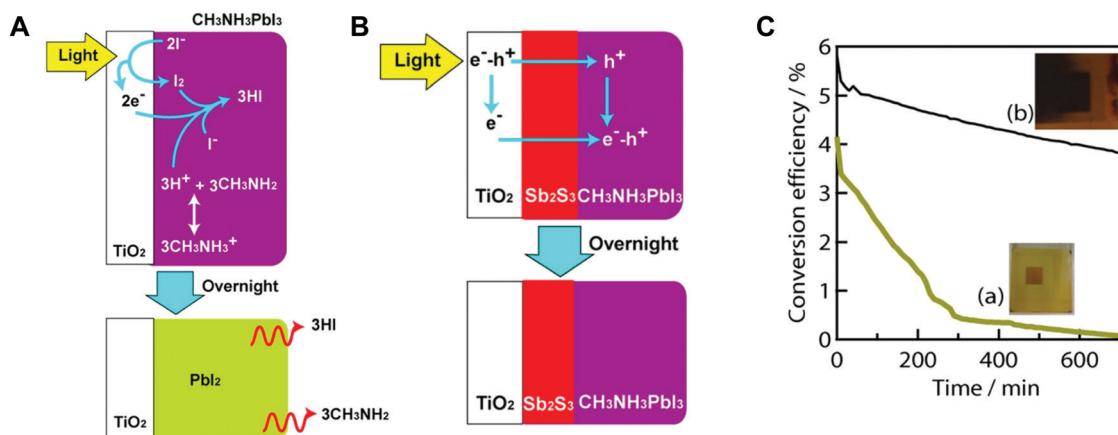 A
CH₃NH₃PbI₃
Light
2I⁻
I₂
2e⁻
3HI
I⁻
3H⁺ + 3CH₃NH₂
3CH₃NH₃⁺
TiO₂
Overnight
3HI
PbI₂
TiO₂
3CH₃NH₂
B
Light
e⁻-h⁺
h⁺
e⁻
e⁻-h⁺
TiO₂ Sb₂S₃ CH₃NH₃PbI₃
Overnight
TiO₂ Sb₂S₃ CH₃NH₃PbI₃
C
Conversion efficiency / %
6
5
4
3
2
1
0
(b)
(a)
0 200 400 600
Time / min